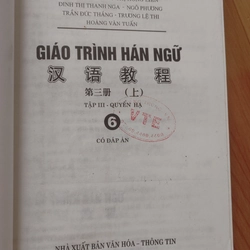 ĐINH THỊ THANH NGA - NGÔ PHƯƠNG
TRẦN ĐỨC THẮNG - TRƯƠNG LỆ THI
HOÀNG VĂN TUẤN
GIÁO TRÌNH HÁN NGỮ
汉语教程
第三册 (上)
TẬP III - QUYỂN HẠ
6
VTE
CÓ ĐÁP ÁN
NHÀ XUẤT BẢN VĂN HÓA - THÔNG TIN